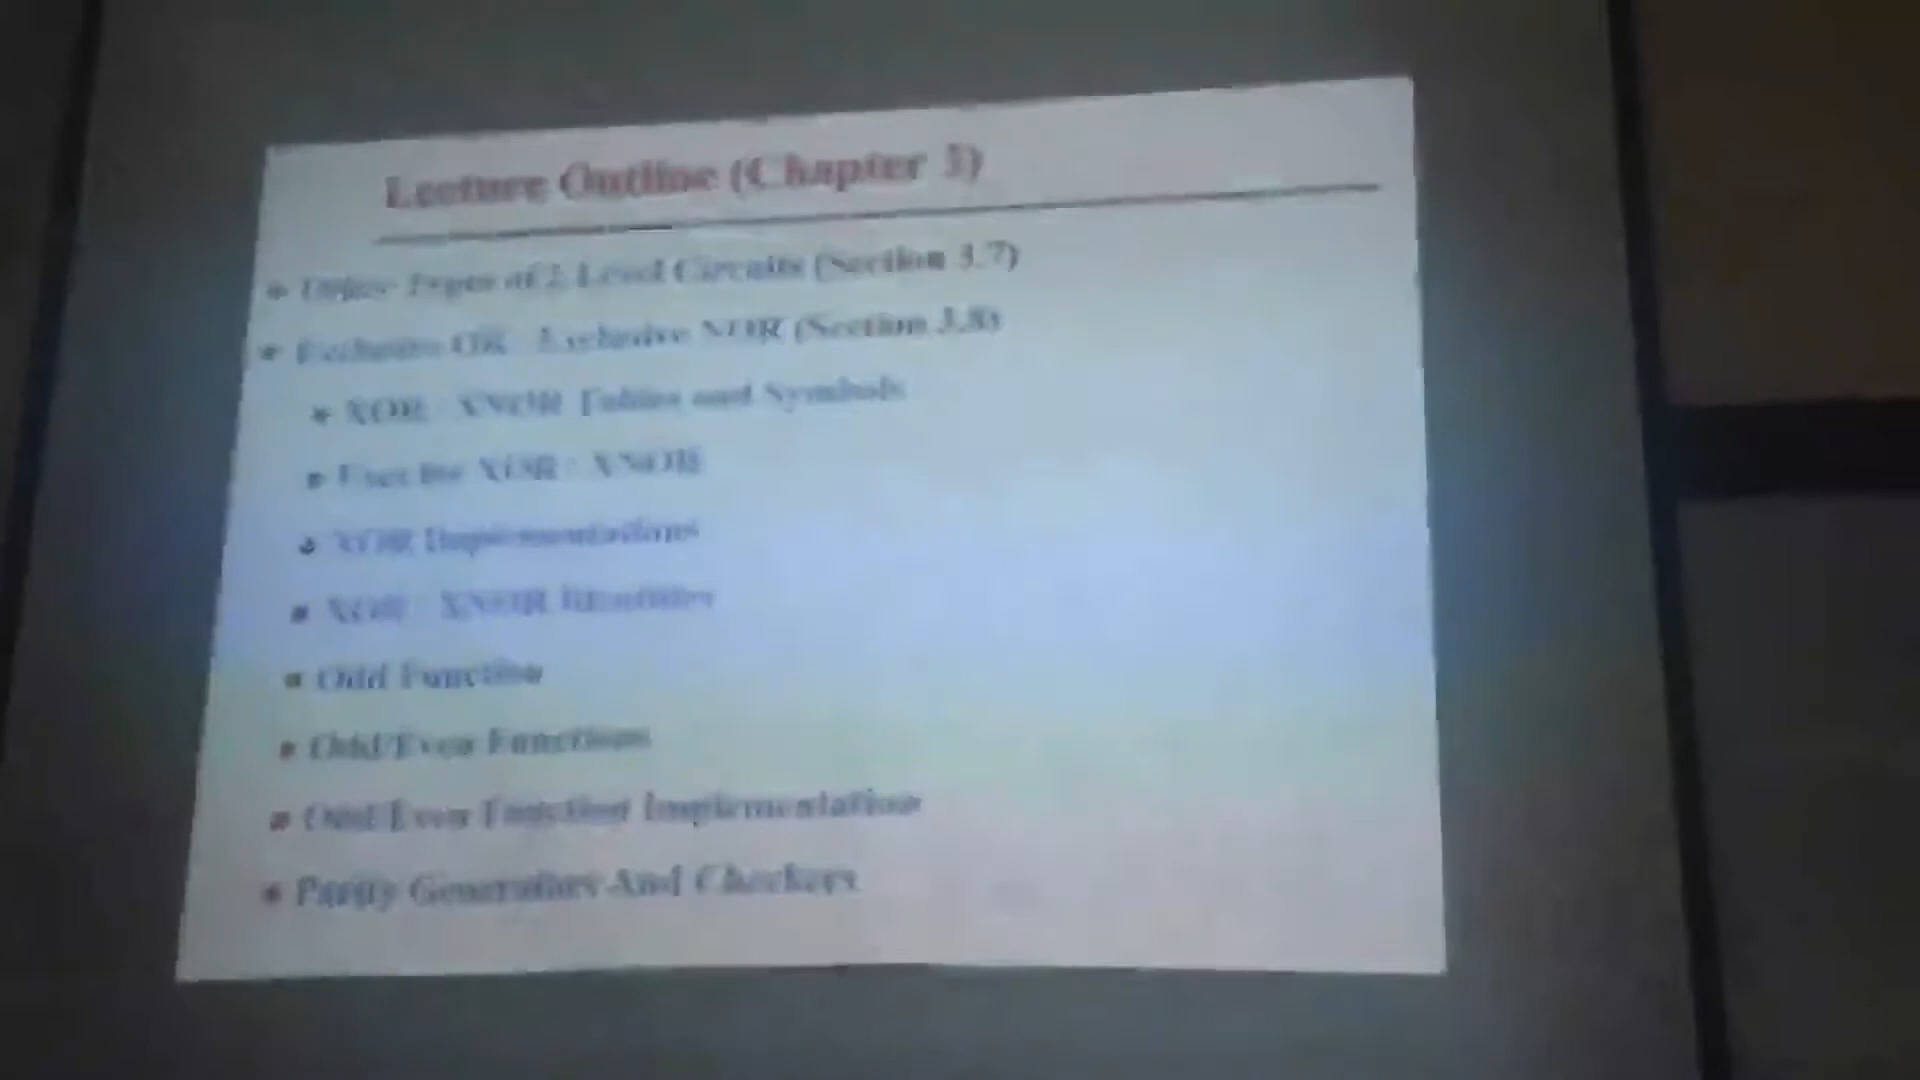 Lecture Outline (Chapter 3)
Other Types of 2 Level Circuits (Section 3.7)
Exclusive OR / Exclusive NOR (Section 3.8)
XOR / XNOR Tables and Symbols
Uses for XOR / XNOR
XOR Implementations
XOR / XNOR Identities
Odd Function
Odd/Even Functions
Odd/Even Function Implementation
Parity Generators And Checkers